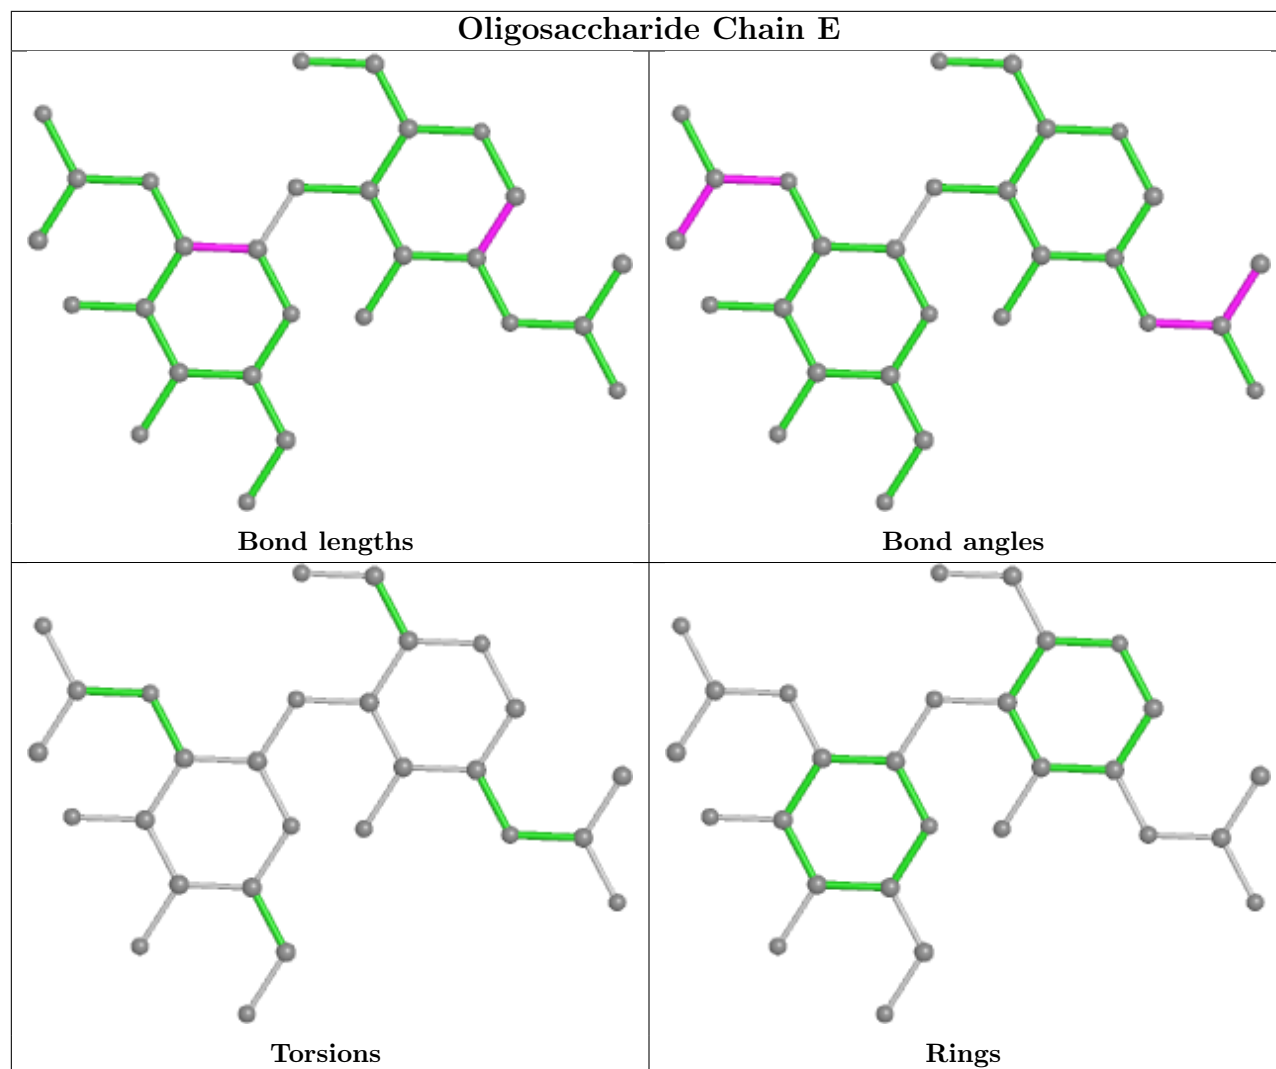 Oligosaccharide Chain E
Bond lengths
Bond angles
Torsions
Rings